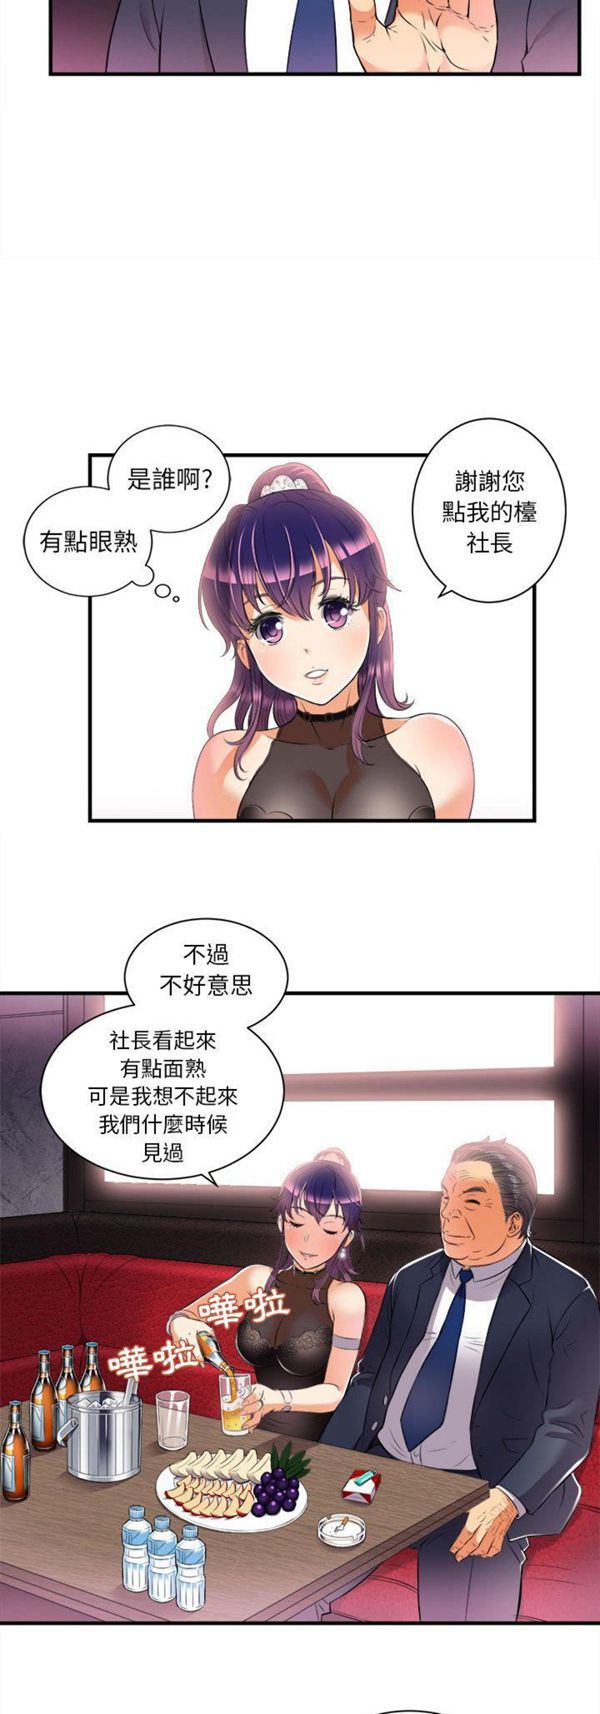 是誰啊?
有點眼熟
謝謝您
點我的檯
社長
不過
不好意思
社長看起來
有點面熟
可是我想不起來
我們什麼時候
見過
嘩啦
嘩啦